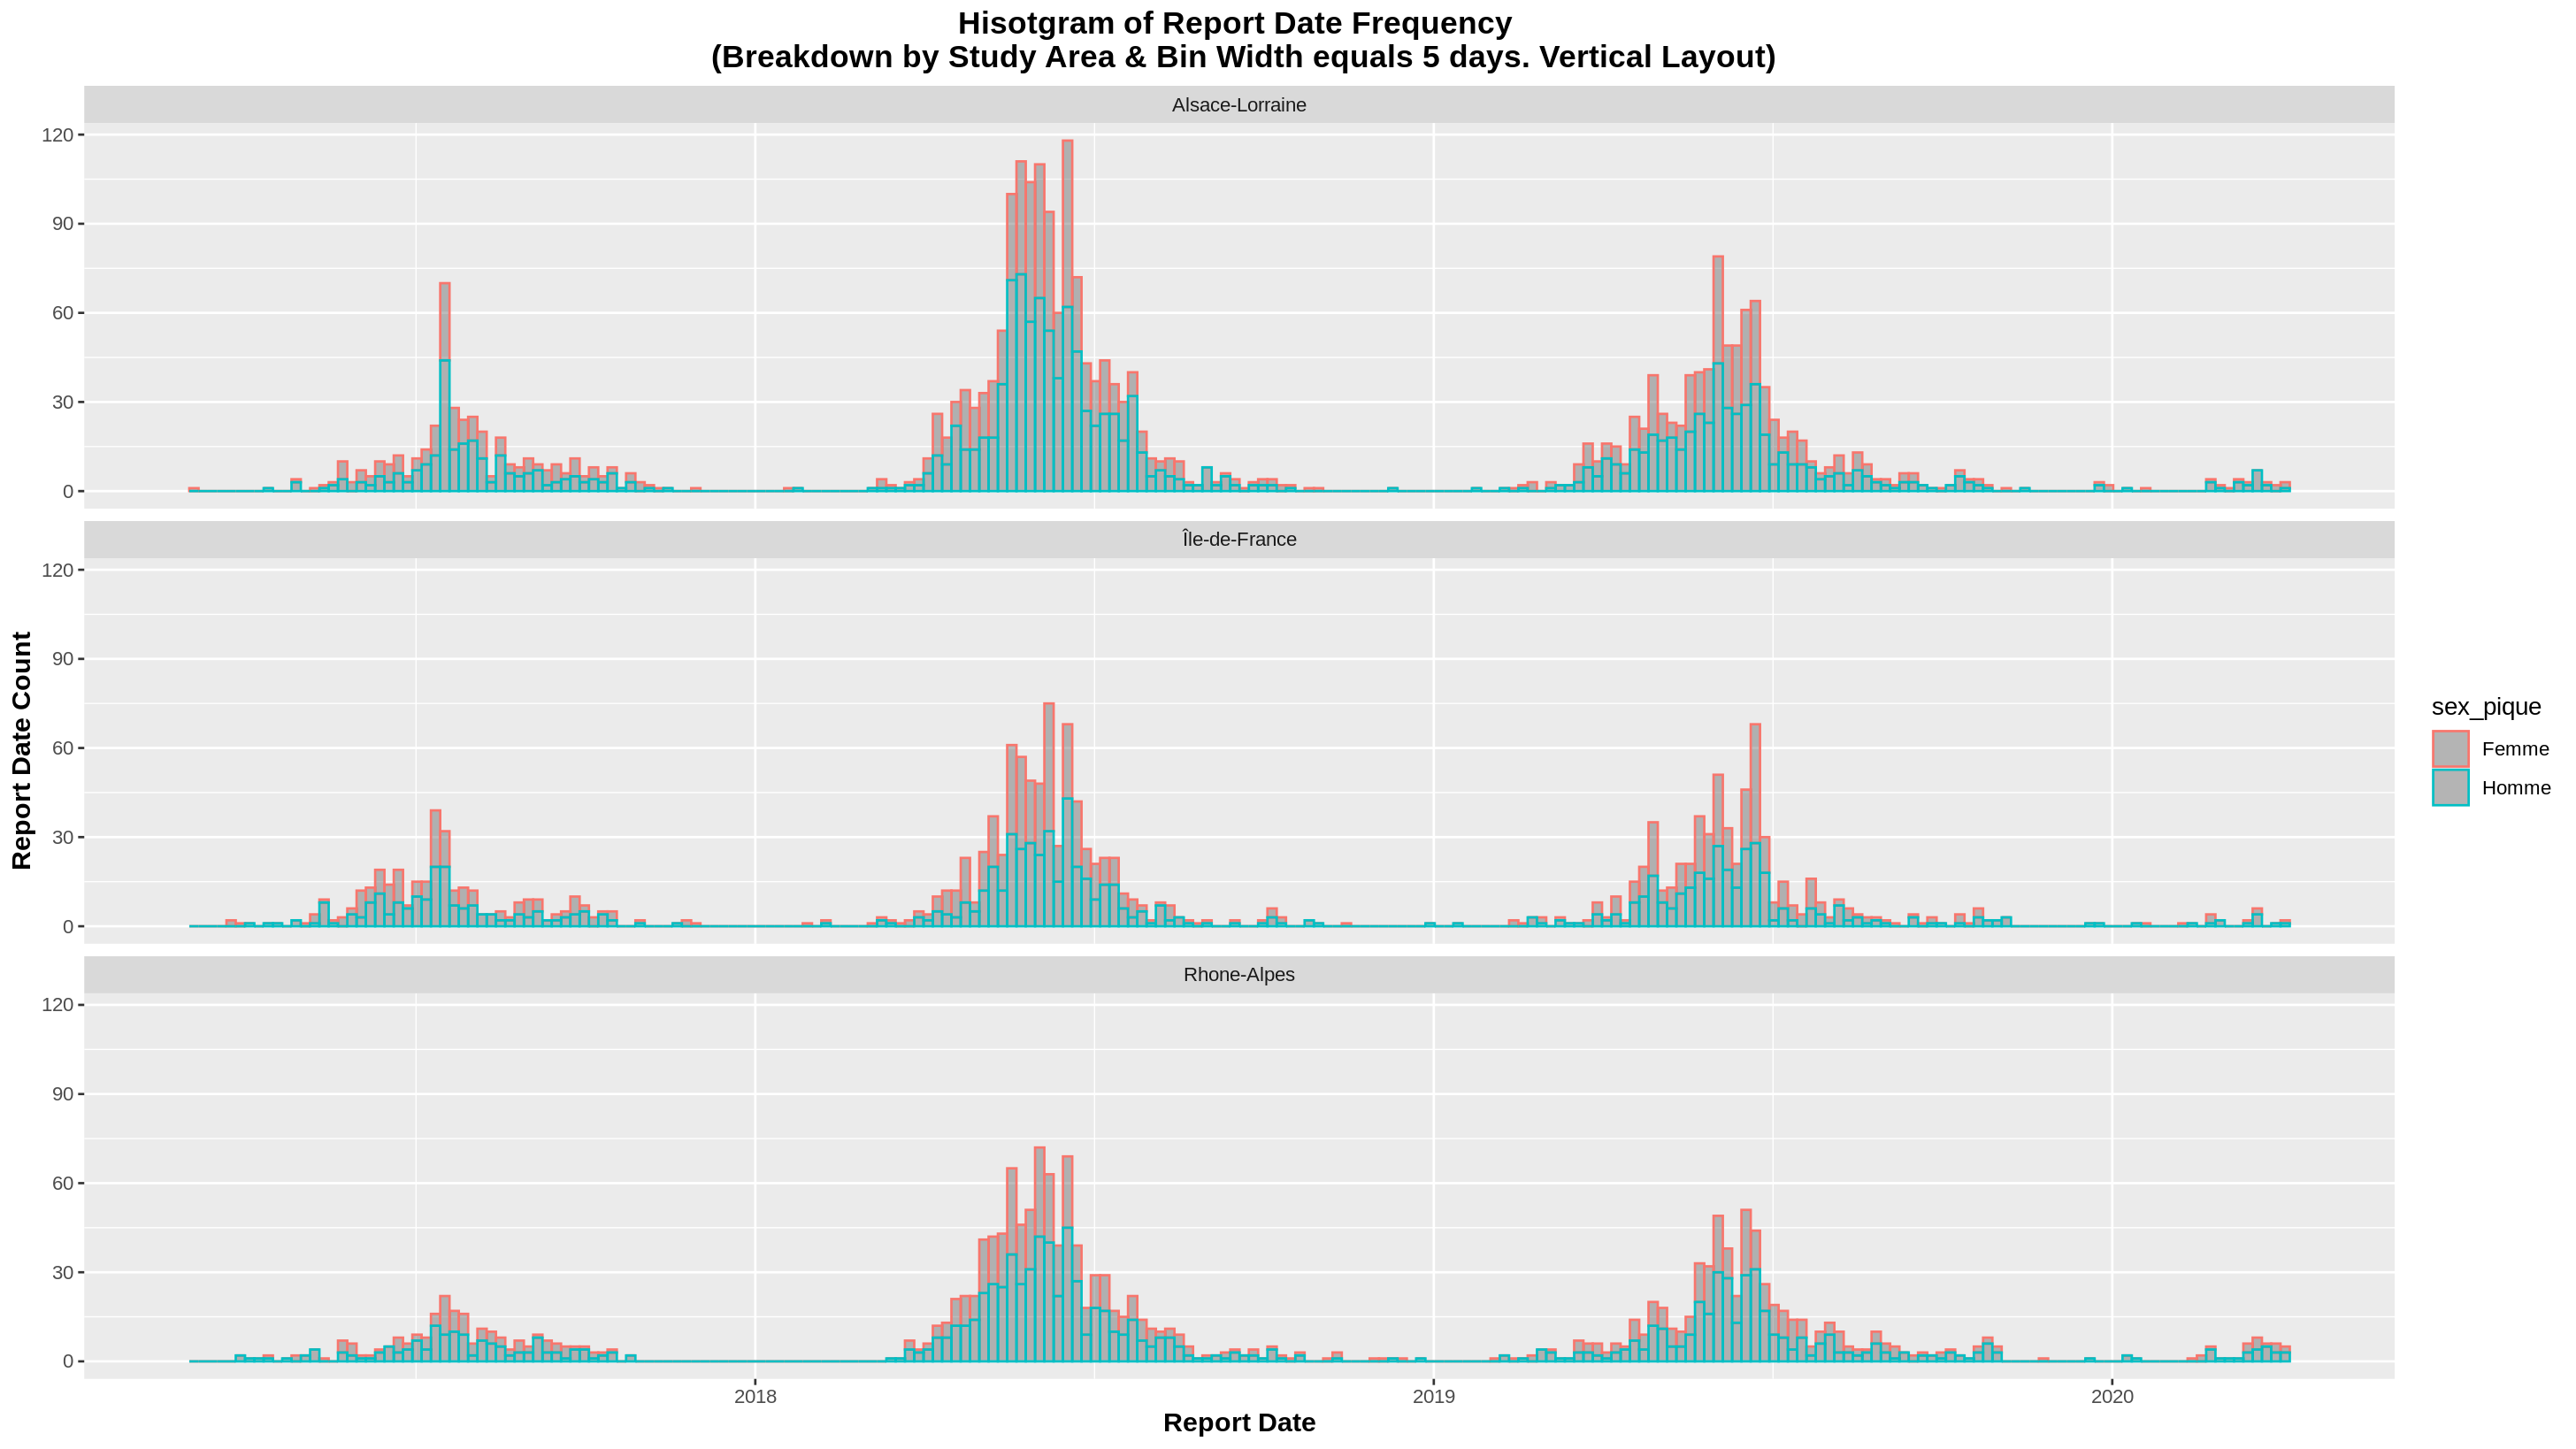 Hisotgram of Report Date Frequency
(Breakdown by Study Area & Bin Width equals 5 days. Vertical Layout)
Alsace-Lorraine
120
90
60
30
0
Île-de-France
120
90
60
30
0
Rhone-Alpes
120
90
60
30
0
2018
2019
2020
Report Date
Report Date Count
sex_pique
Femme
Homme